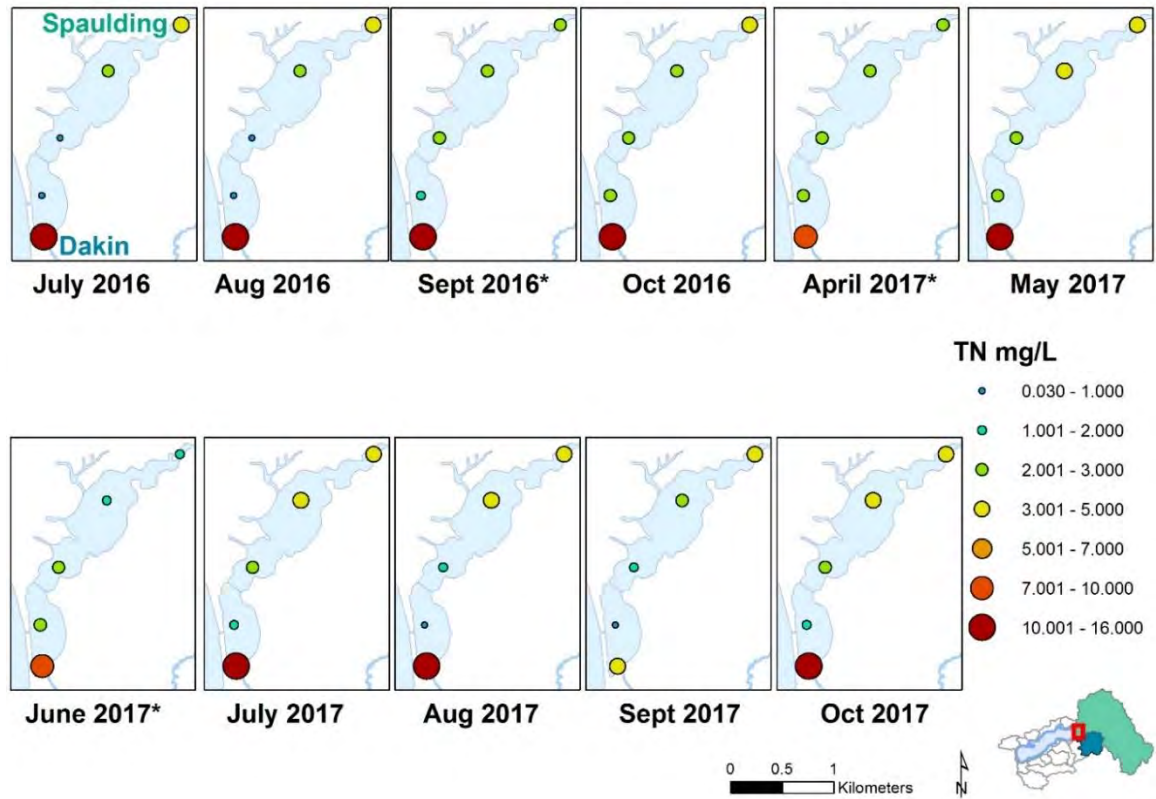 Spaulding
Dakin
July 2016
Aug 2016
Sept 2016*
Oct 2016
April 2017*
May 2017
TN mg/L
0.030 - 1.000
1.001 - 2.000
2.001 - 3.000
3.001 - 5.000
5.001 - 7.000
7.001 - 10.000
10.001 - 16.000
June 2017*
July 2017
Aug 2017
Sept 2017
Oct 2017
0 0.5 1
Kilometers
N